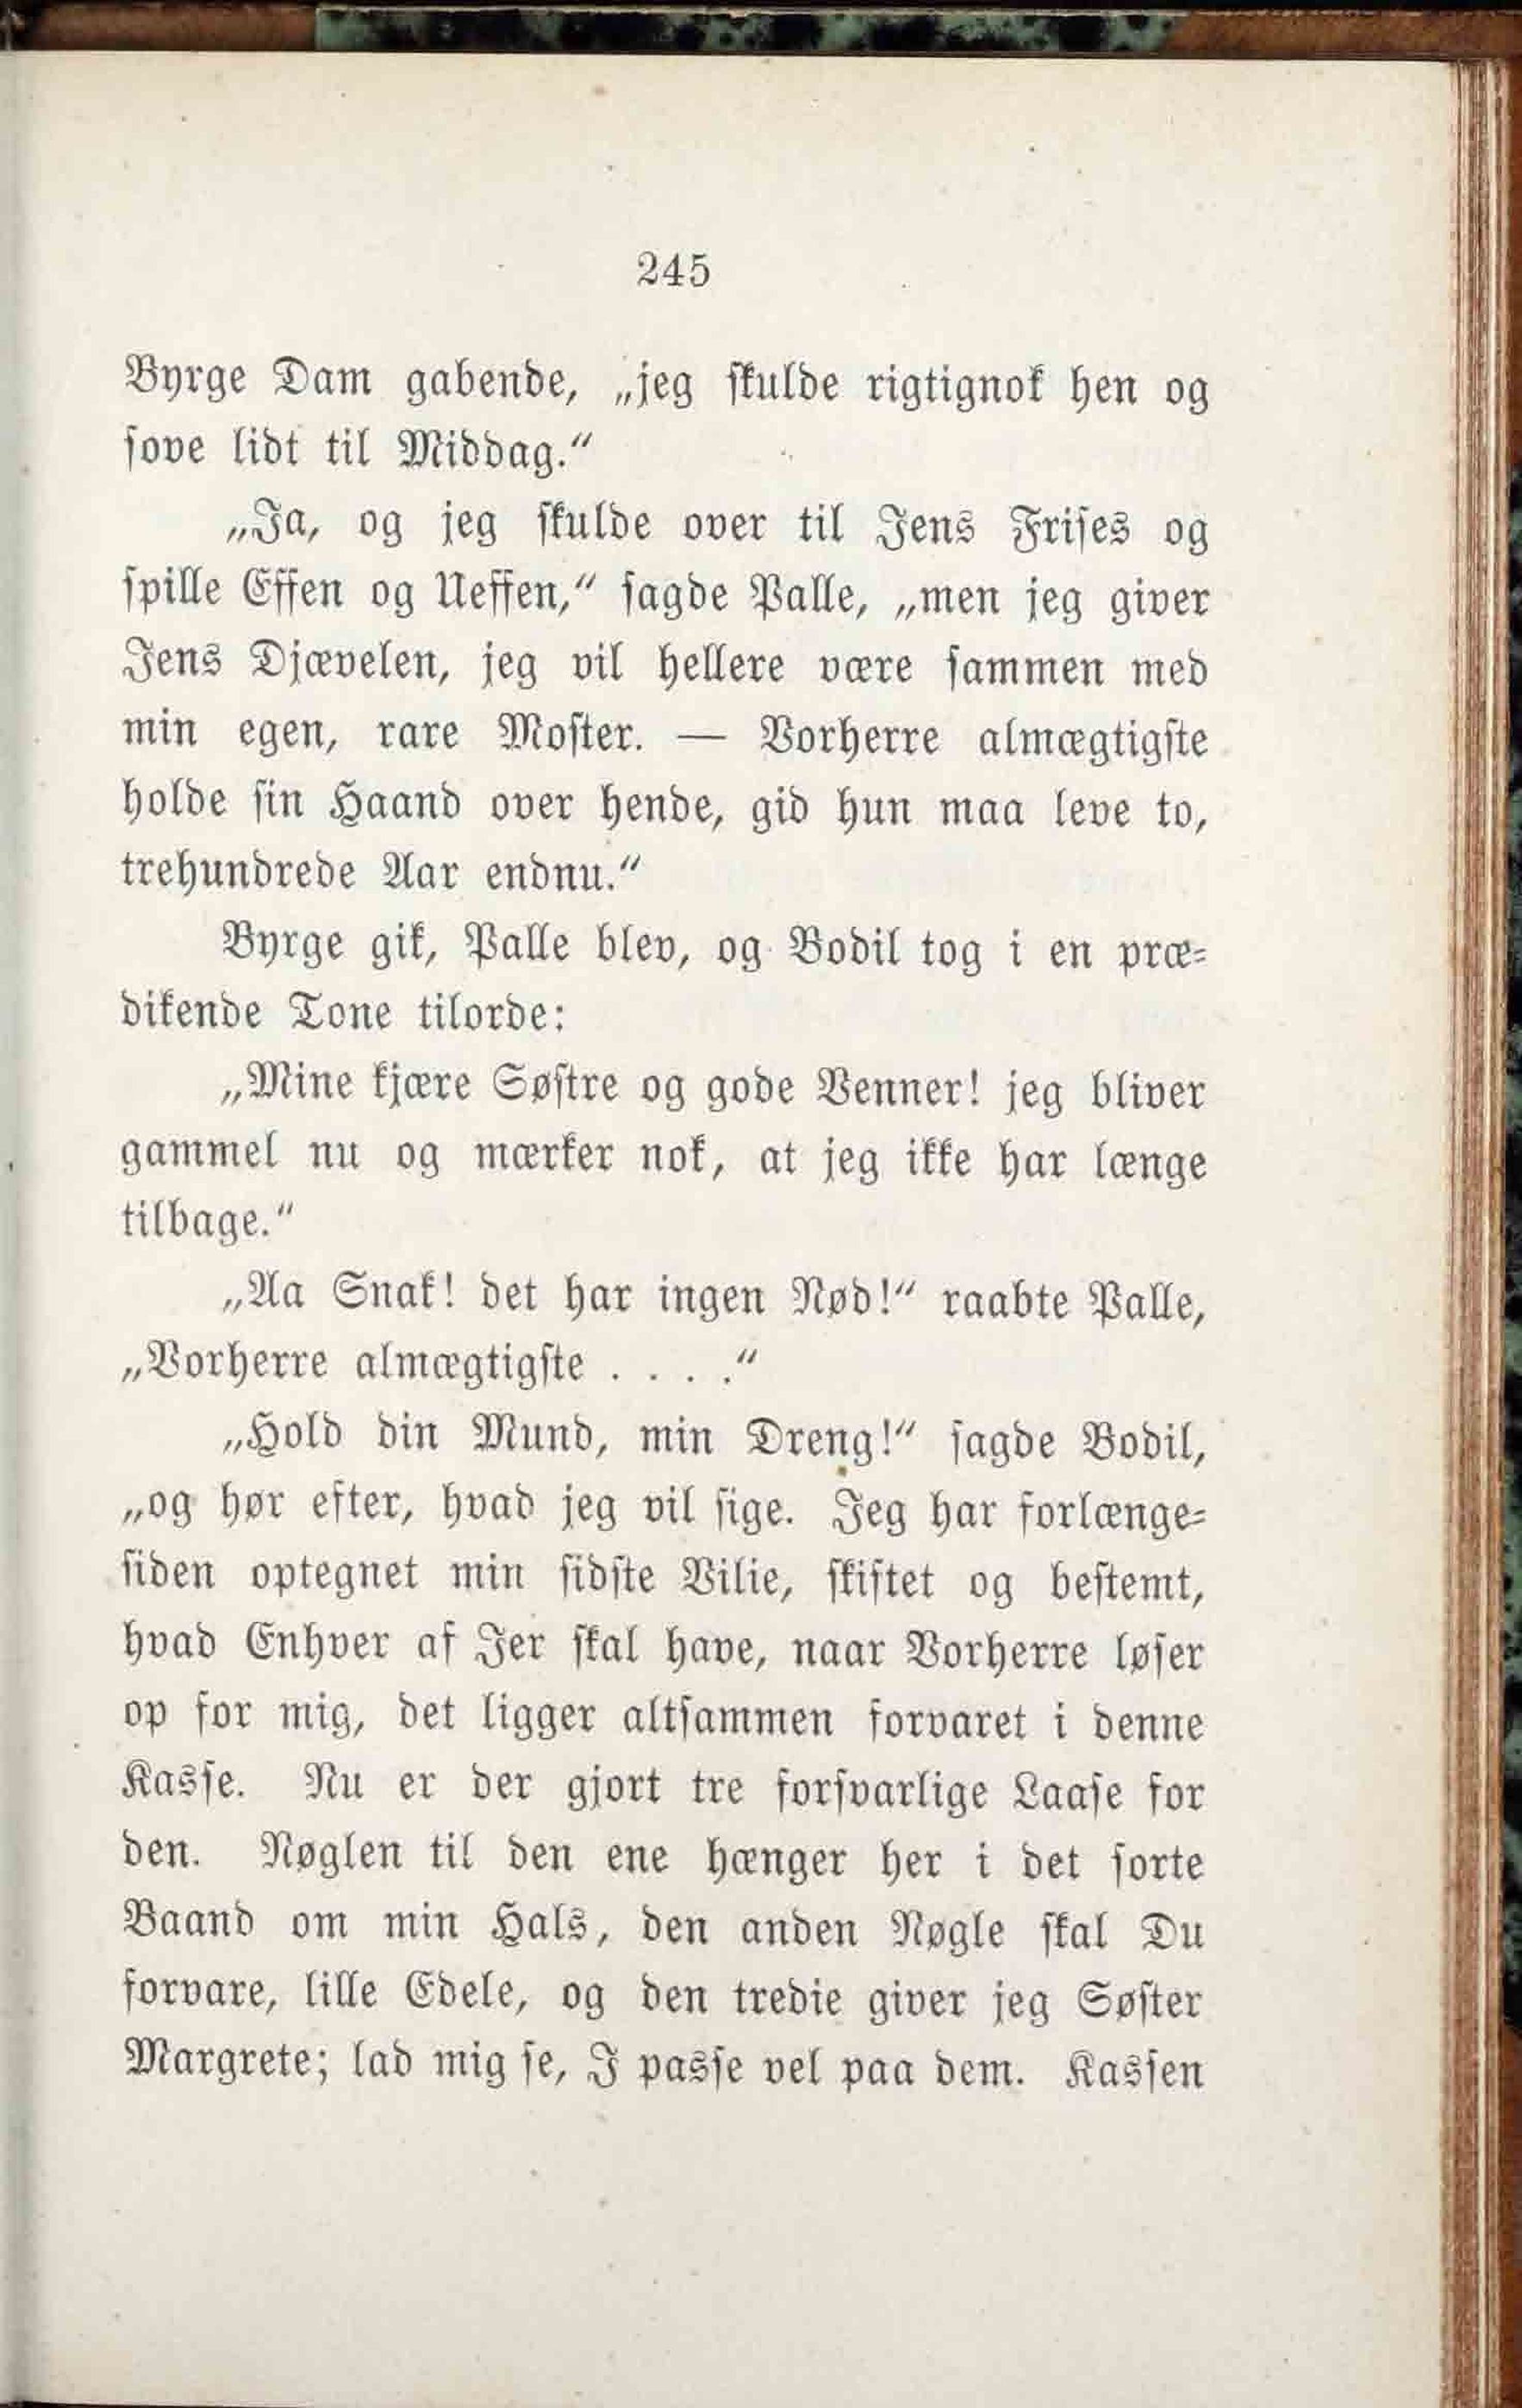 245
Byrge Dam gabende, „jeg skulde rigtignok hen og
sove lidt til Middag.“
„Ja, og jeg skulde over til Jens Frises og
spille Effen og Ueffen,“ sagde Palle, „men jeg giver
Jens Djævelen, jeg vil hellere være sammen med
min egen, rare Moster. — Vorherre almægtigste
holde sin Haand over hende, gid hun maa leve to,
trehundrede Aar endnu.“
Byrge gik, Palle blev, og Bodil tog i en præ-
dikende Tone tilorde:
„Mine kjære Søstre og gode Venner! jeg bliver
gammel nu og mærker nok, at jeg ikke har længe
tilbage.“
„Aa Snak! det har ingen Nød!“ raabte Palle,
„Vorherre almægtigste . . . .“
„Hold din Mund, min Dreng!“ sagde Bodil,
„og hør efter, hvad jeg vil sige. Jeg har forlænge-
siden optegnet min sidste Vilie, skiftet og bestemt,
hvad Enhver af Jer skal have, naar Vorherre løser
op for mig, det ligger altsammen forvaret i denne
Kasse. Nu er der gjort tre forsvarlige Laase for
den. Nøglen til den ene hænger her i det sorte
Baand om min Hals, den anden Nøgle skal Du
forvare, lille Edele, og den tredie giver jeg Søster
Margrete; lad mig se, I passe vel paa dem. Kassen